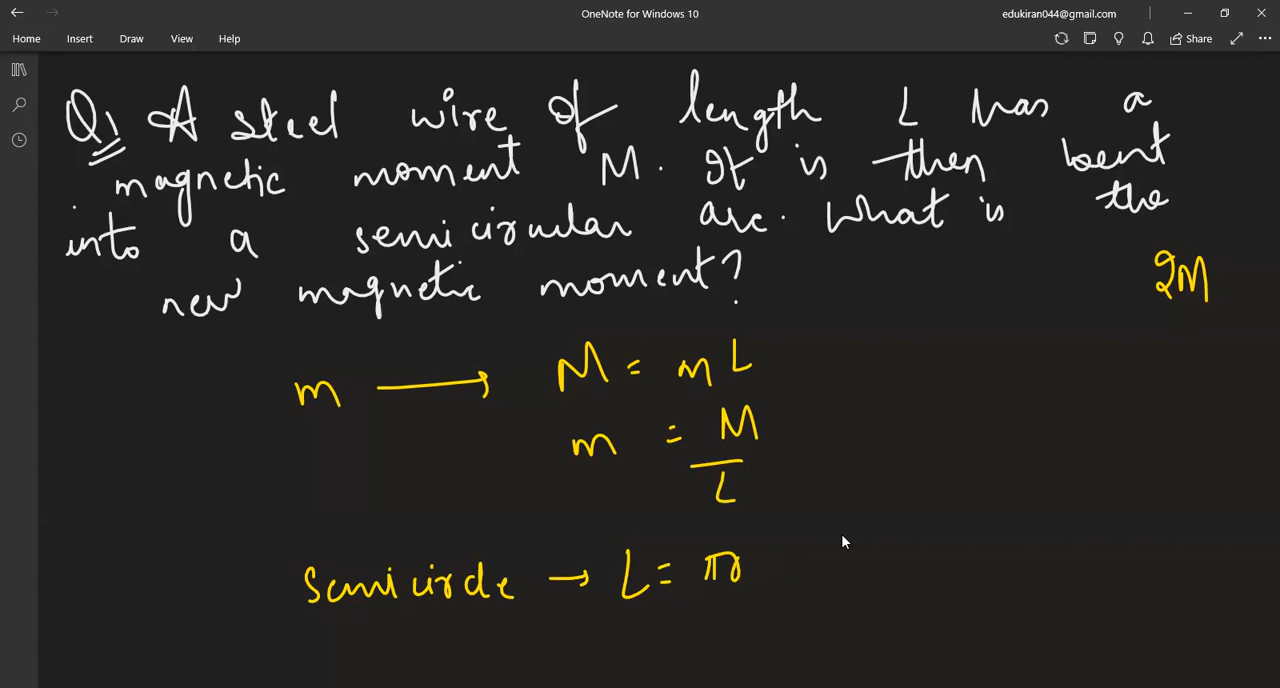 OneNote for Windows 10
edukiran044@gmail.com
Home Insert Draw View Help
Share
Q1 A steel wire of length L has a
magnetic moment M. It is then bent
into a semicircular arc. What is the
new magnetic moment?
2M
m → M = mL
m = M
L
Semicircle → L = πr